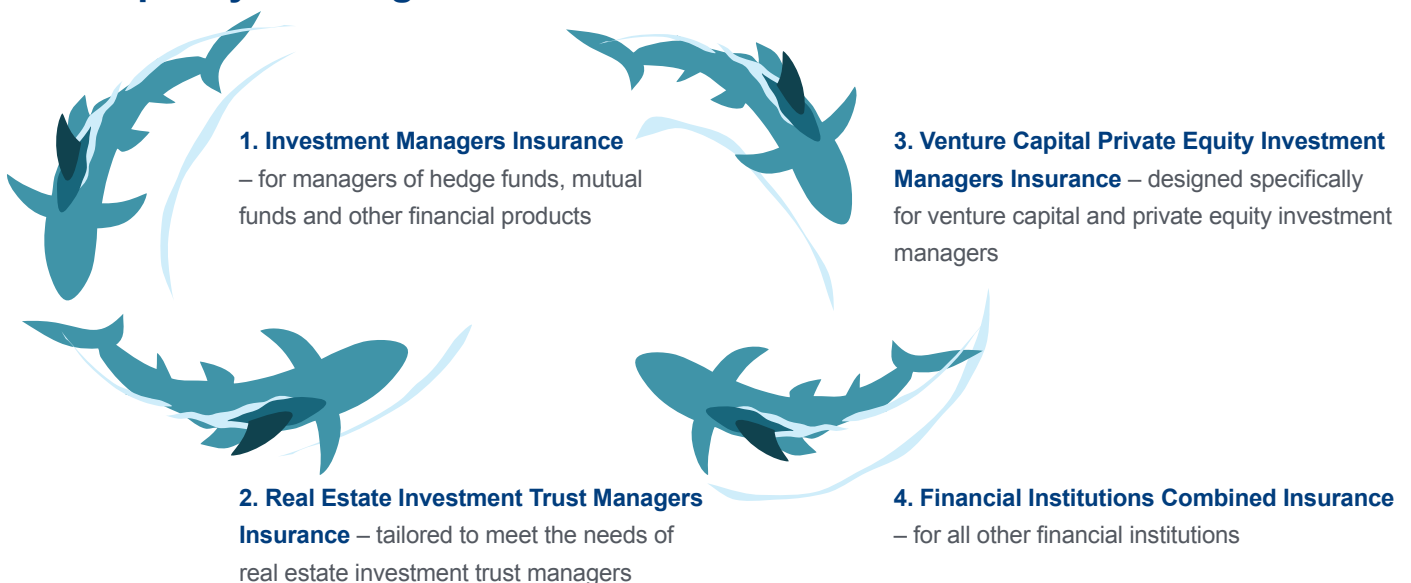 1. Investment Managers Insurance
– for managers of hedge funds, mutual
funds and other financial products
2. Real Estate Investment Trust Managers
Insurance – tailored to meet the needs of
real estate investment trust managers
3. Venture Capital Private Equity Investment
Managers Insurance – designed specifically
for venture capital and private equity investment
managers
4. Financial Institutions Combined Insurance
– for all other financial institutions